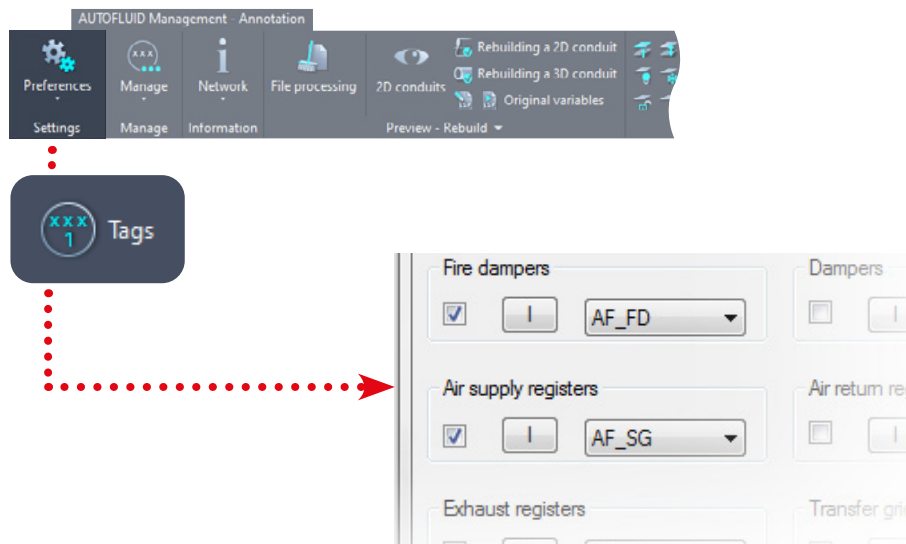 AUTOFLUID Management - Annotation
Preferences
Manage
Network
File processing
2D conduits
Rebuilding a 2D conduit
Rebuilding a 3D conduit
Original variables
Settings
Manage
Information
Preview - Rebuild
xxx
xxx
1
Tags
Fire dampers
Dampers
I
AF_FD
I
Air supply registers
Air return re
I
AF_SG
I
Exhaust registers
Transfer gri